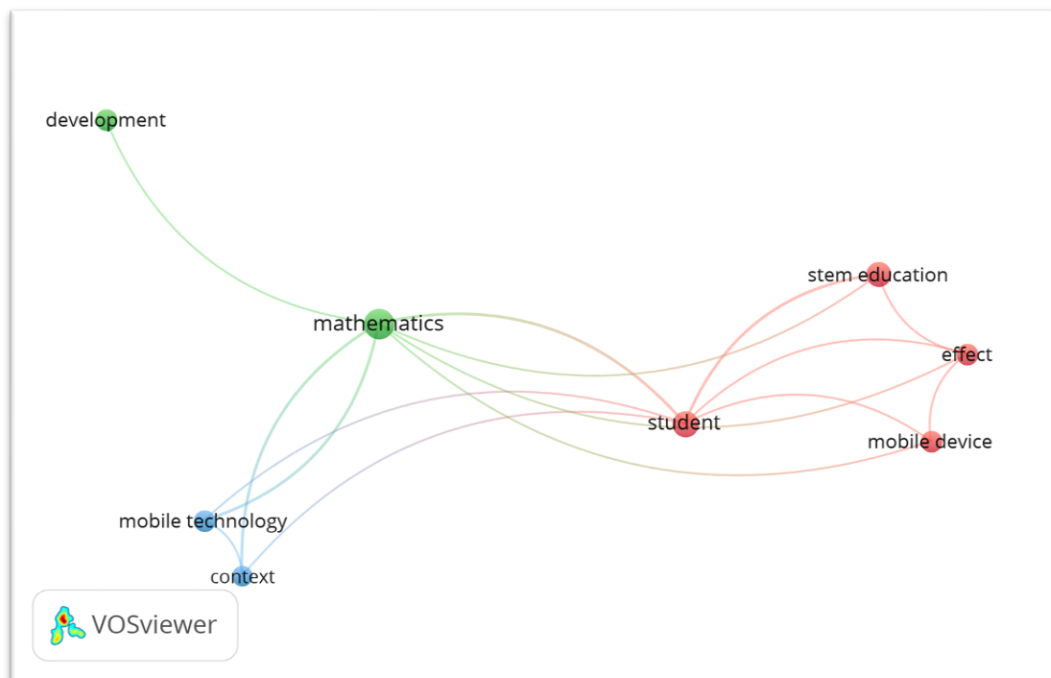 development
stem education
mathematics
effect
student
mobile device
mobile technology
context
VOSviewer